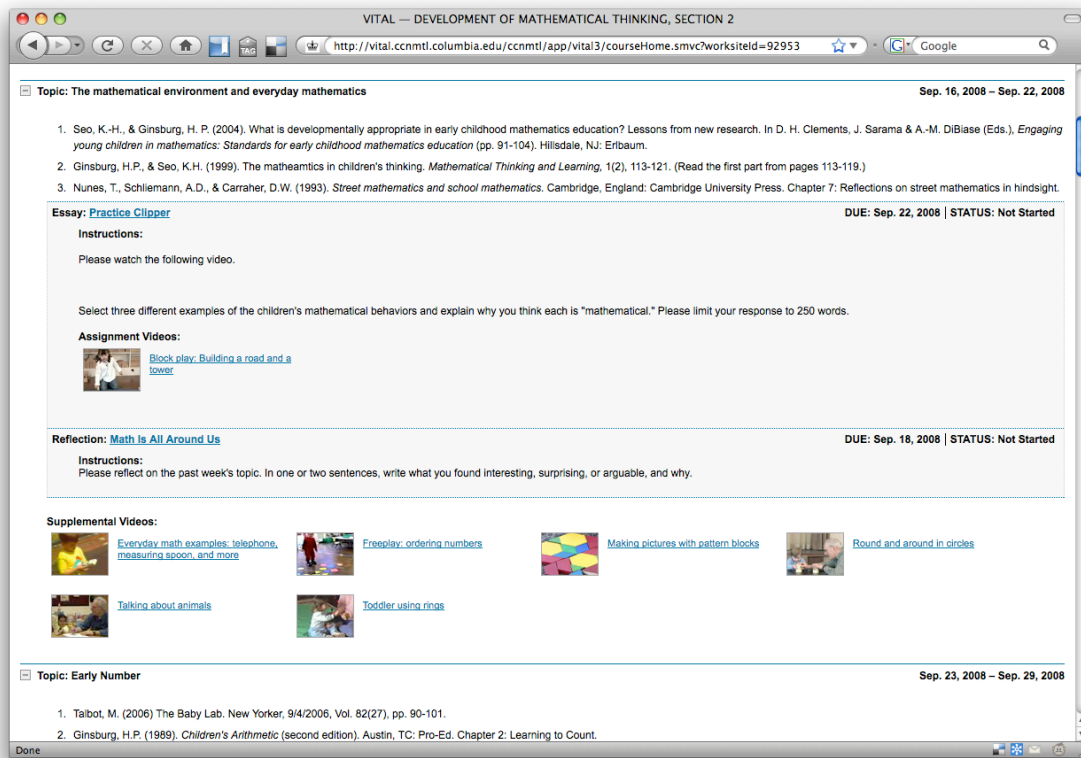 VITAL — DEVELOPMENT OF MATHEMATICAL THINKING, SECTION 2
TAG
http://vital.ccnmtl.columbia.edu/ccnmtl/app/vital3/courseHome.smvc?worksiteId=92953
G
Google
Topic: The mathematical environment and everyday mathematics
Sep. 16, 2008 – Sep. 22, 2008
1. Seo, K.-H., & Ginsburg, H. P. (2004). What is developmentally appropriate in early childhood mathematics education? Lessons from new research. In D. H. Clements, J. Sarama & A.-M. DiBiase (Eds.), Engaging
young children in mathematics: Standards for early childhood mathematics education (pp. 91-104). Hillsdale, NJ: Erlbaum.
2. Ginsburg, H.P., & Seo, K.H. (1999). The matheamtics in children's thinking. Mathematical Thinking and Learning, 1(2), 113-121. (Read the first part from pages 113-119.)
3. Nunes, T., Schliemann, A.D., & Carraher, D.W. (1993). Street mathematics and school mathematics. Cambridge, England: Cambridge University Press. Chapter 7: Reflections on street mathematics in hindsight.
Essay: Practice Clipper
DUE: Sep. 22, 2008 | STATUS: Not Started
Instructions:
Please watch the following video.
Select three different examples of the children's mathematical behaviors and explain why you think each is "mathematical." Please limit your response to 250 words.
Assignment Videos:
Block play: Building a road and a
tower
Reflection: Math Is All Around Us
DUE: Sep. 18, 2008 | STATUS: Not Started
Instructions:
Please reflect on the past week's topic. In one or two sentences, write what you found interesting, surprising, or arguable, and why.
Supplemental Videos:
Everyday math examples: telephone,
measuring spoon, and more
Freeplay: ordering numbers
Making pictures with pattern blocks
Round and around in circles
Talking about animals
Toddler using rings
Topic: Early Number
Sep. 23, 2008 – Sep. 29, 2008
1. Talbot, M. (2006) The Baby Lab. New Yorker, 9/4/2006, Vol. 82(27), pp. 90-101.
2. Ginsburg, H.P. (1989). Children's Arithmetic (second edition). Austin, TC: Pro-Ed. Chapter 2: Learning to Count.
Done